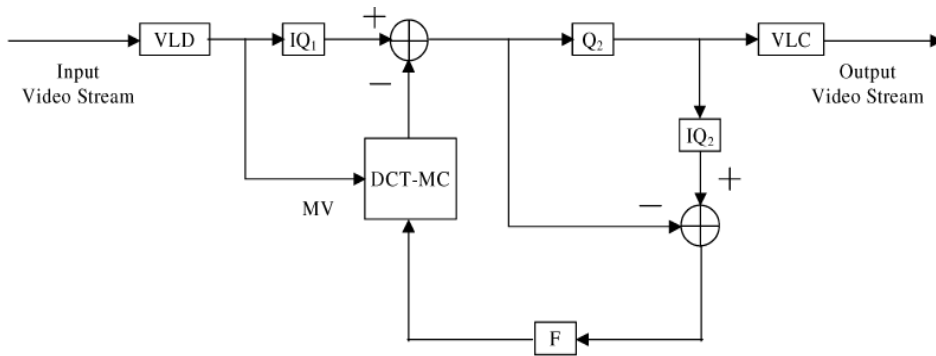 VLD
IQ₁
+
−
Q₂
VLC
Input
Video Stream
Output
Video Stream
IQ₂
+
−
DCT-MC
MV
F